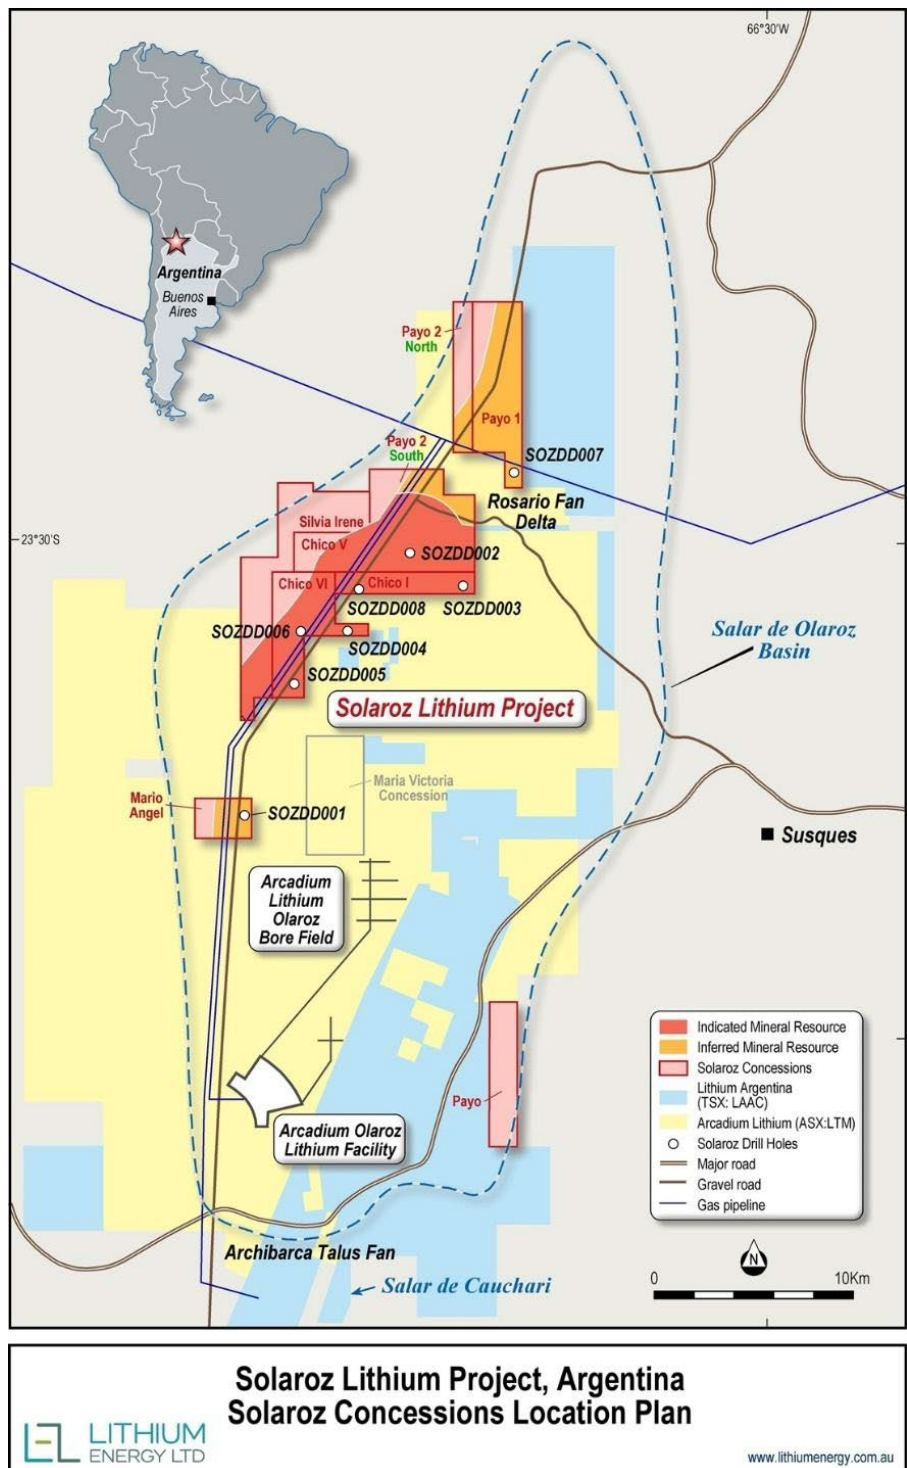 66°30'W
Argentina
Buenos
Aires
Payo 2
North
Payo 1
Payo 2
South
SOZDD007
Rosario Fan
Delta
23°30'S
Silvia Irene
Chico V
SOZDD002
Chico VI
Chico I
SOZDD008
SOZDD003
SOZDD006
SOZDD004
Salar de Olaroz
Basin
SOZDD005
Solaroz Lithium Project
Maria Victoria
Concession
Mario
Angel
SOZDD001
Susques
Arcadium
Lithium
Olaroz
Bore Field
Indicated Mineral Resource
Inferred Mineral Resource
Solaroz Concessions
Lithium Argentina
(TSX: LAAC)
Arcadium Lithium (ASX:LTM)
Solaroz Drill Holes
Major road
Gravel road
Gas pipeline
Payo
Arcadium Olaroz
Lithium Facility
Archibarca Talus Fan
Salar de Cauchari
N
0 10Km
Solaroz Lithium Project, Argentina
Solaroz Concessions Location Plan
LEL LITHIUM
ENERGY LTD
www.lithiumenergy.com.au